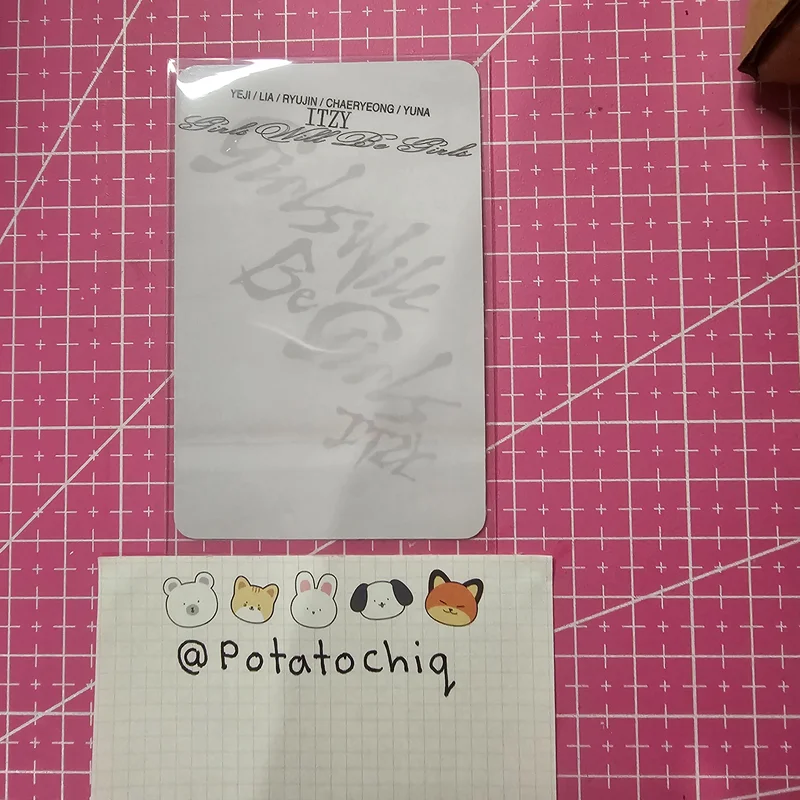 YEJI / LIA / RYUJIN / CHAERYEONG / YUNA
ITZY
Girls Will Be Girls
Girls Will
Be Girls
ITZY
@Potatochiq